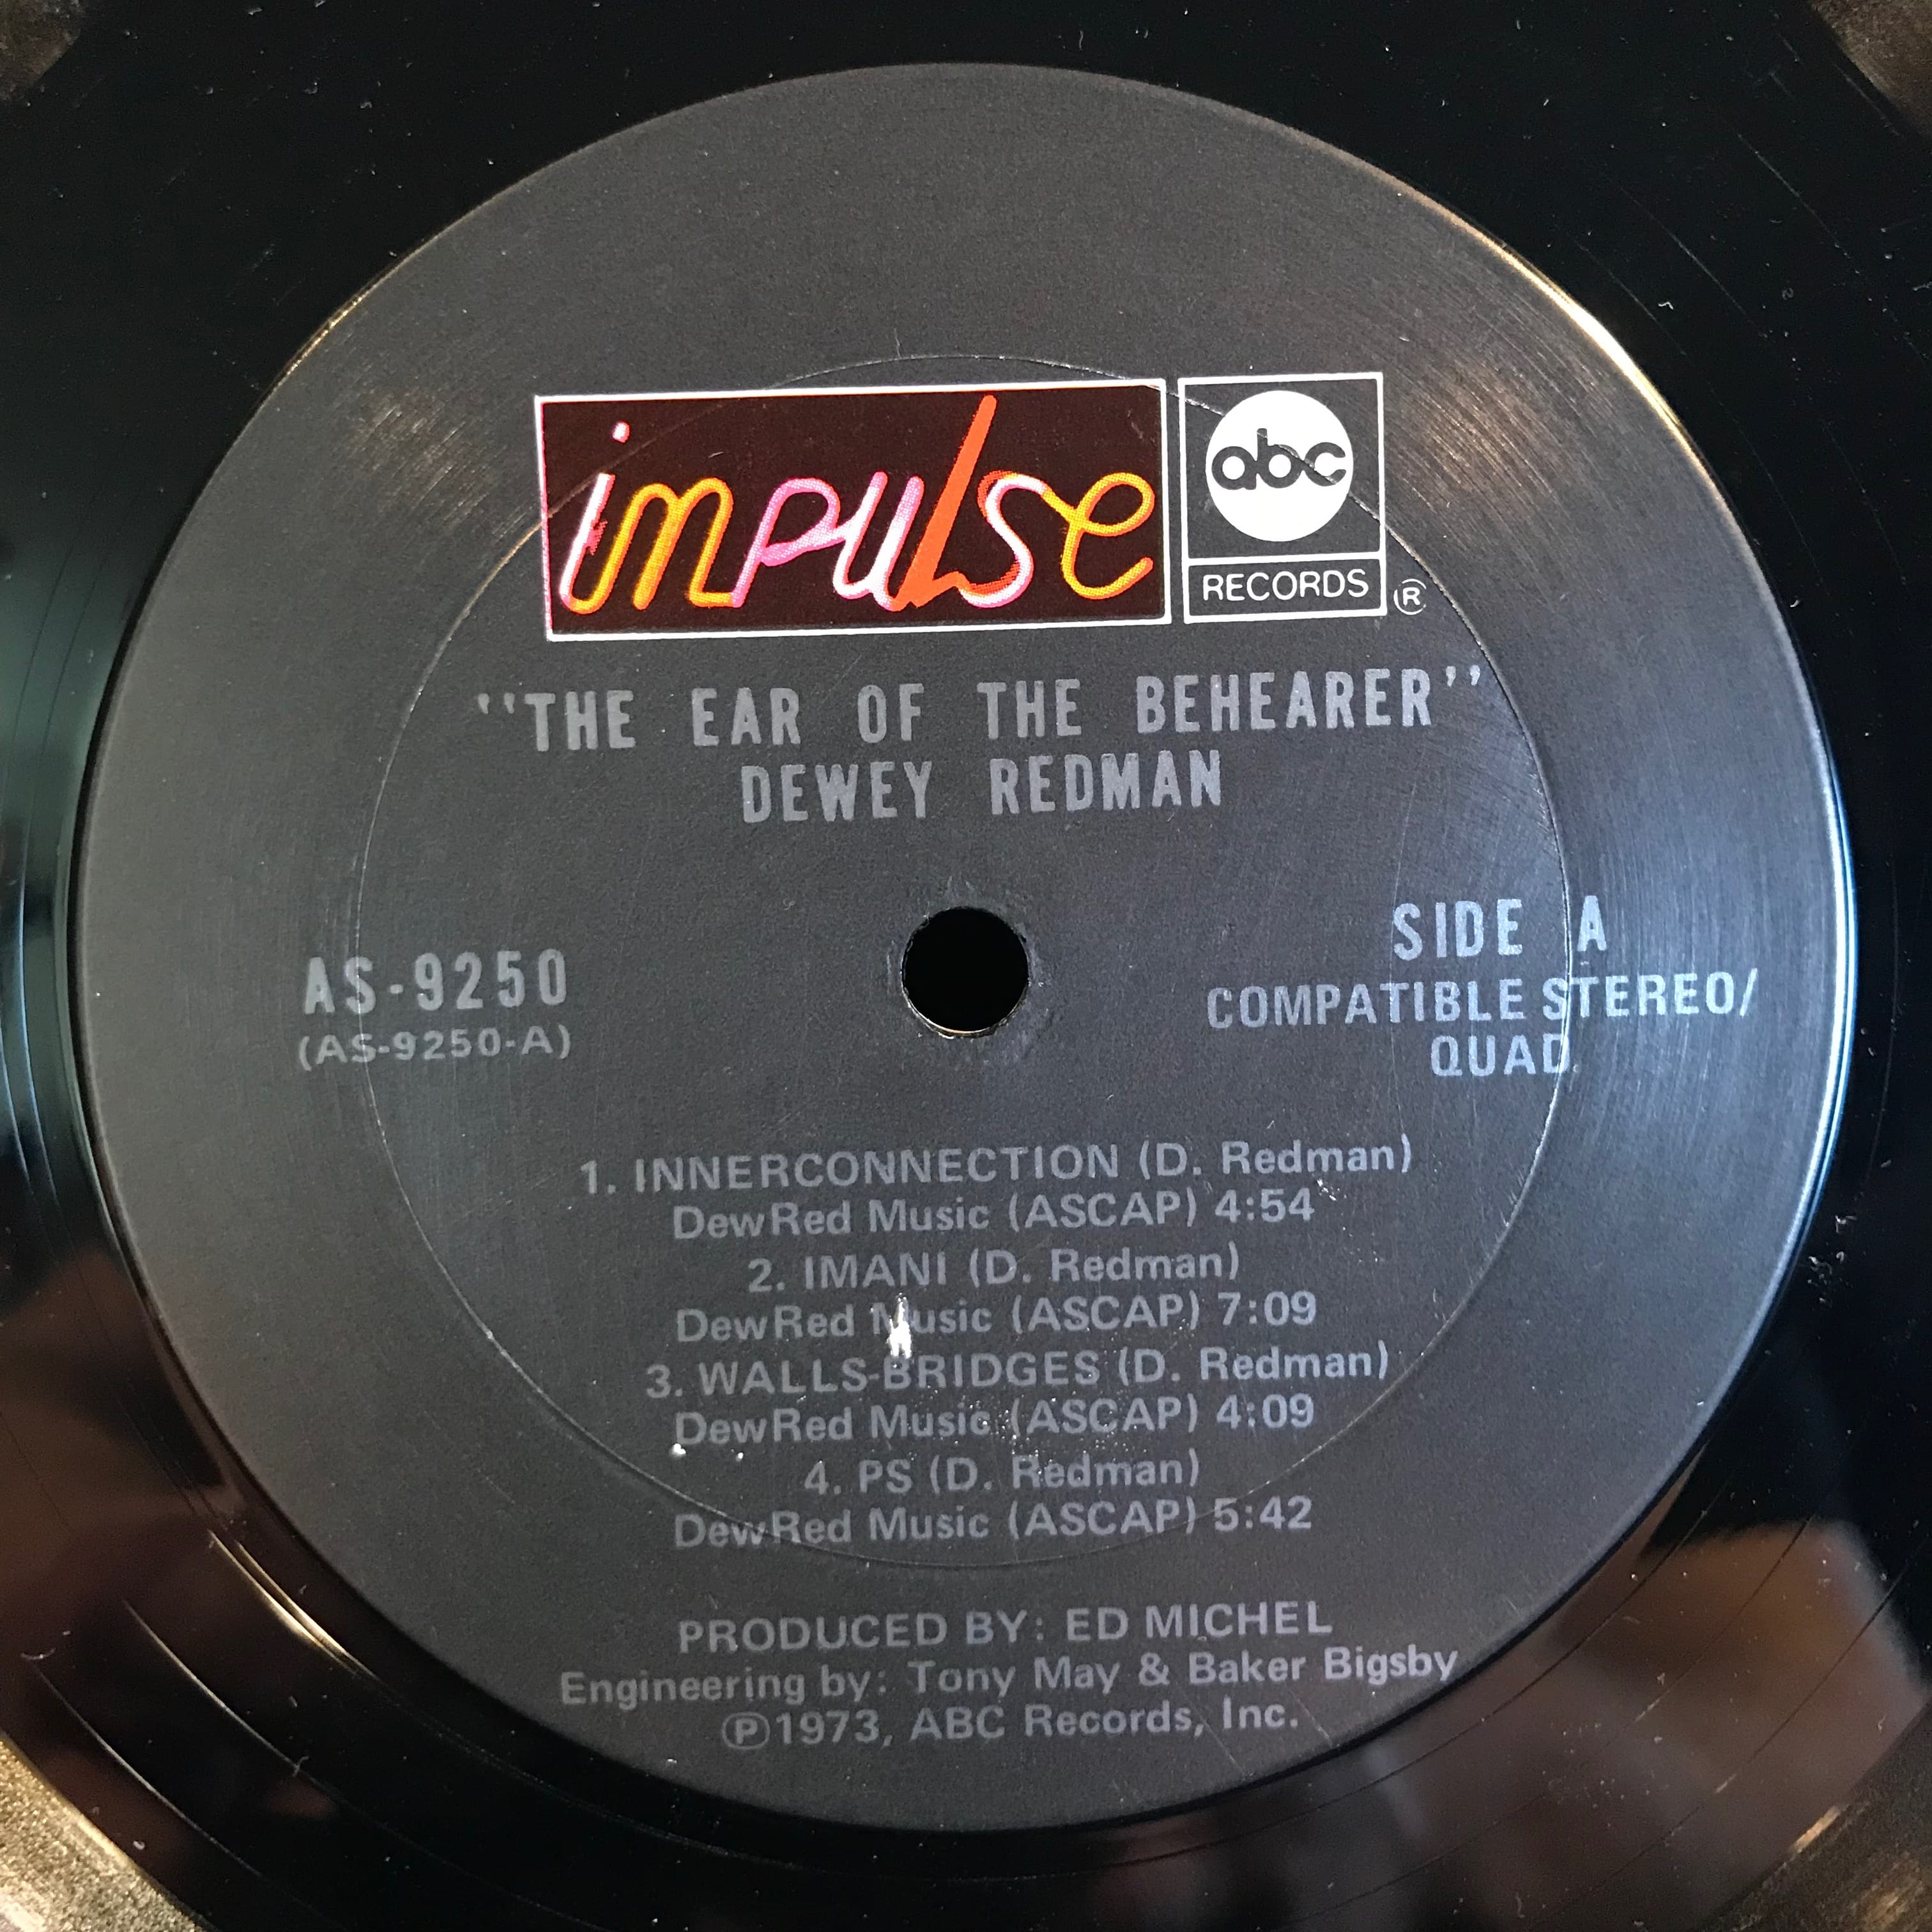 impulse
abc
RECORDS ®
"THE EAR OF THE BEHEARER"
DEWEY REDMAN
AS-9250
(AS-9250-A)
SIDE A
COMPATIBLE STEREO/
QUAD
1. INNERCONNECTION (D. Redman)
DewRed Music (ASCAP) 4:54
2. IMANI (D. Redman)
DewRed Music (ASCAP) 7:09
3. WALLS-BRIDGES (D. Redman)
DewRed Music (ASCAP) 4:09
4. PS (D. Redman)
DewRed Music (ASCAP) 5:42
PRODUCED BY: ED MICHEL
Engineering by: Tony May & Baker Bigsby
℗1973, ABC Records, Inc.